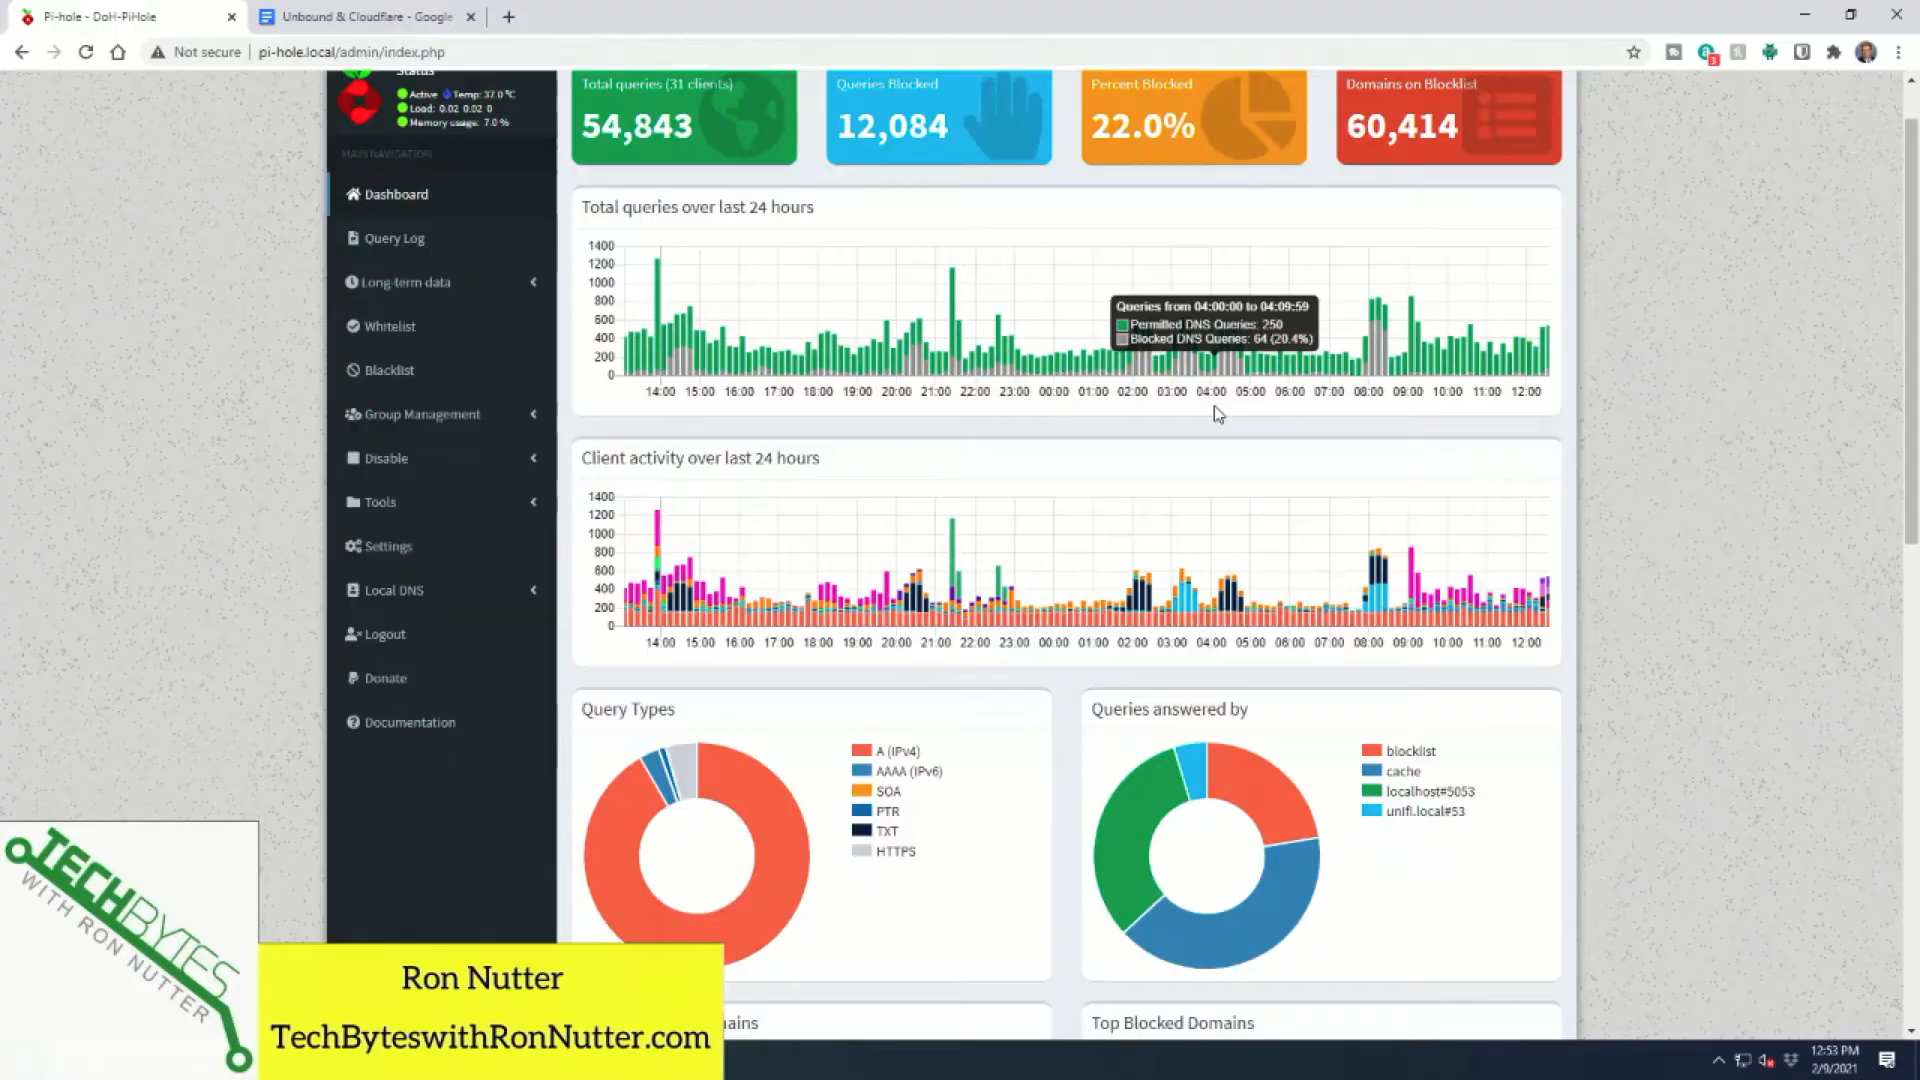 Pi-hole - DoH-PiHole
Unbound & Cloudflare - Google
Not secure
pi-hole.local/admin/index.php
3
Status
Active Temp: 37.0 °C
Load: 0.02 0.02 0
Memory usage: 7.0 %
MAIN NAVIGATION
Dashboard
Query Log
Long-term data
Whitelist
Blacklist
Group Management
Disable
Tools
Settings
Local DNS
Logout
Donate
Documentation
Total queries (31 clients)
54,843
Queries Blocked
12,084
Percent Blocked
22.0%
Domains on Blocklist
60,414
Total queries over last 24 hours
1400
1200
1000
800
600
400
200
0
14:00 15:00 16:00 17:00 18:00 19:00 20:00 21:00 22:00 23:00 00:00 01:00 02:00 03:00 04:00 05:00 06:00 07:00 08:00 09:00 10:00 11:00 12:00
Queries from 04:00:00 to 04:09:59
Permitted DNS Queries: 250
Blocked DNS Queries: 64 (20.4%)
Client activity over last 24 hours
1400
1200
1000
800
600
400
200
0
14:00 15:00 16:00 17:00 18:00 19:00 20:00 21:00 22:00 23:00 00:00 01:00 02:00 03:00 04:00 05:00 06:00 07:00 08:00 09:00 10:00 11:00 12:00
Query Types
A (IPv4)
AAAA (IPv6)
SOA
PTR
TXT
HTTPS
Queries answered by
blocklist
cache
localhost#5053
unifi.local#53
ains
Top Blocked Domains
TECHBYTES
WITH RON NUTTER
Ron Nutter
TechByteswithRonNutter.com
12:53 PM
2/9/2021